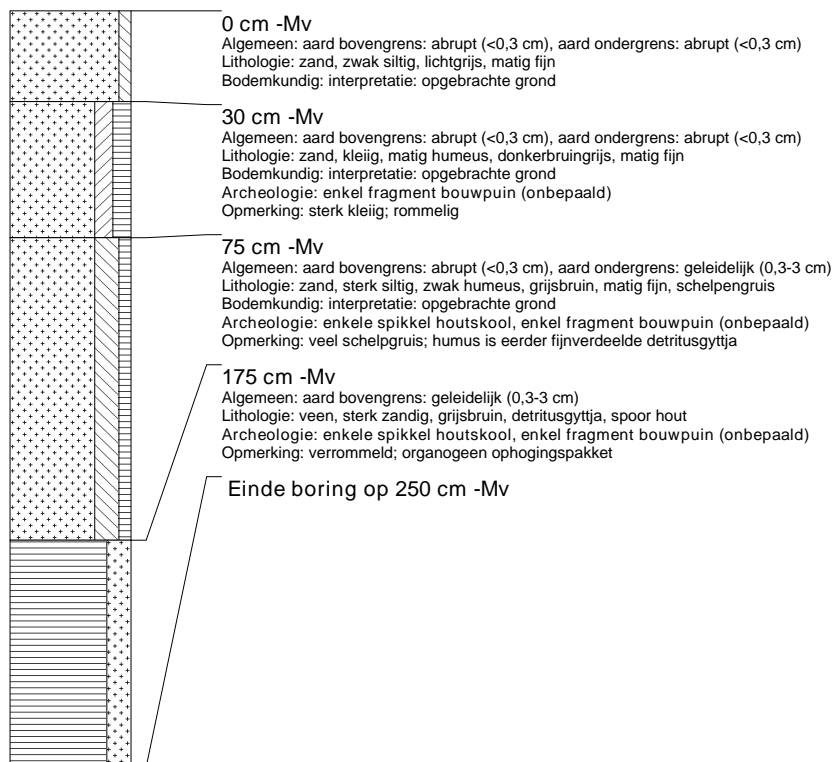 0 cm -Mv
Algemeen: aard bovengrens: abrupt (<0,3 cm), aard ondergrens: abrupt (<0,3 cm)
Lithologie: zand, zwak siltig, lichtgrijs, matig fijn
Bodemkundig: interpretatie: opgebrachte grond
30 cm -Mv
Algemeen: aard bovengrens: abrupt (<0,3 cm), aard ondergrens: abrupt (<0,3 cm)
Lithologie: zand, kleiig, matig humeus, donkerbruingrijs, matig fijn
Bodemkundig: interpretatie: opgebrachte grond
Archeologie: enkel fragment bouwpuin (onbepaald)
Opmerking: sterk kleiig; rommelig
75 cm -Mv
Algemeen: aard bovengrens: abrupt (<0,3 cm), aard ondergrens: geleidelijk (0,3-3 cm)
Lithologie: zand, sterk siltig, zwak humeus, grijsbruin, matig fijn, schelpengruis
Bodemkundig: interpretatie: opgebrachte grond
Archeologie: enkele spikkel houtskool, enkel fragment bouwpuin (onbepaald)
Opmerking: veel schelpgruis; humus is eerder fijnverdeelde detritusgyttja
175 cm -Mv
Algemeen: aard bovengrens: geleidelijk (0,3-3 cm)
Lithologie: veen, sterk zandig, grijsbruin, detritusgyttja, spoor hout
Archeologie: enkele spikkel houtskool, enkel fragment bouwpuin (onbepaald)
Opmerking: verrommeld; organogeen ophogingspakket
Einde boring op 250 cm -Mv